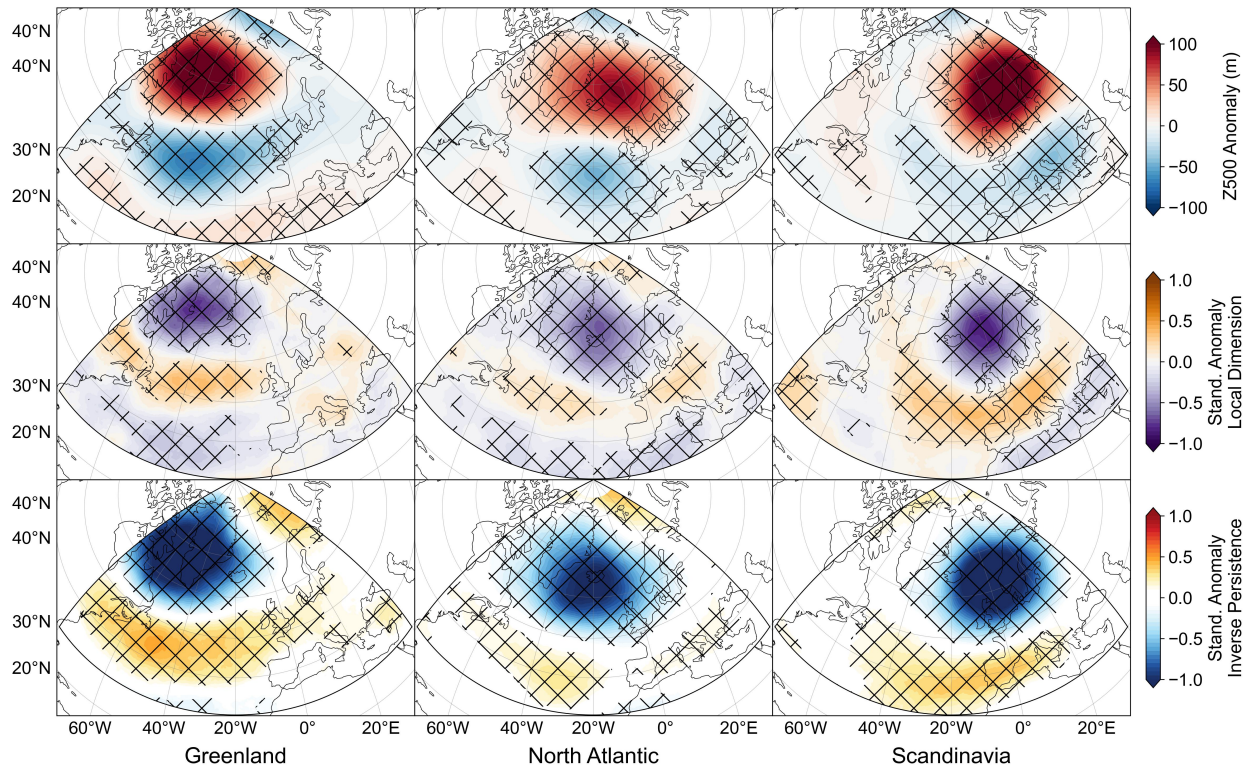 40°N
40°N
30°N
20°N
100
50
0
−50
−100
Z500 Anomaly (m)
40°N
40°N
30°N
20°N
1.0
0.5
0.0
−0.5
−1.0
Stand. Anomaly
Local Dimension
40°N
40°N
30°N
20°N
1.0
0.5
0.0
−0.5
−1.0
Stand. Anomaly
Inverse Persistence
60°W 40°W 20°W 0° 20°E
60°W 40°W 20°W 0° 20°E
60°W 40°W 20°W 0° 20°E
Greenland
North Atlantic
Scandinavia